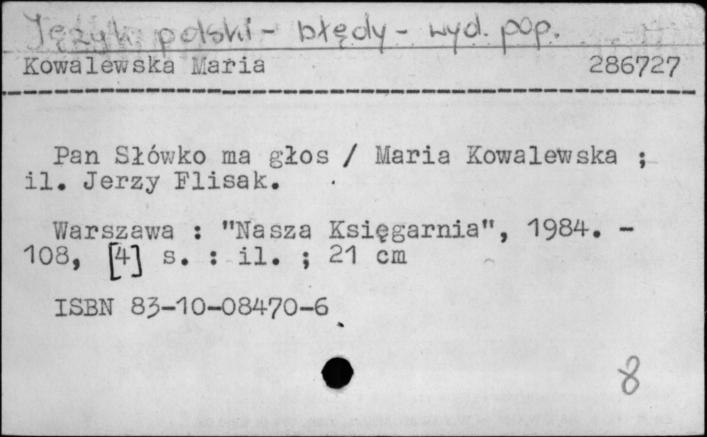 Język polski - błędy - wyd. pop.
Kowalewska Maria 286727
Pan Słówko ma głos / Maria Kowalewska ;
il. Jerzy Flisak.
Warszawa : "Nasza Księgarnia", 1984. -
108, [4] s. : il. ; 21 cm
ISBN 83-10-08470-6
8